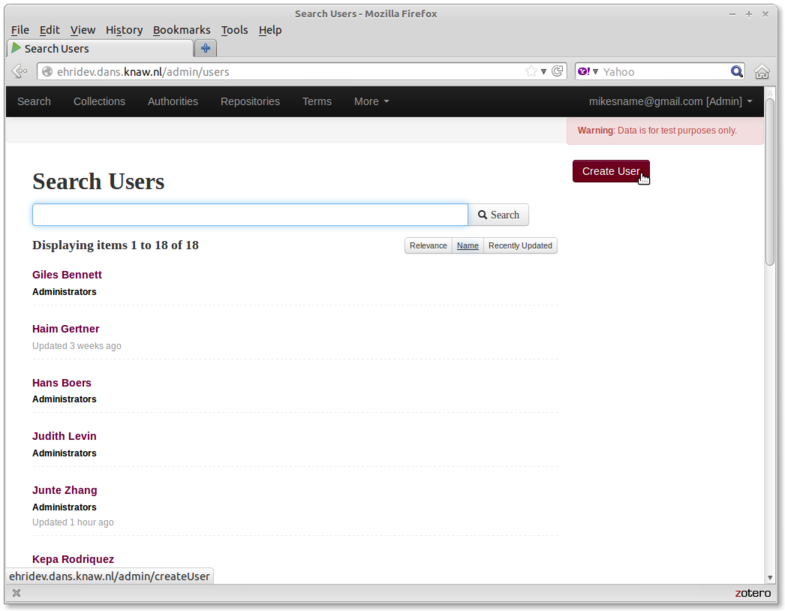 Search Users - Mozilla Firefox
File Edit View History Bookmarks Tools Help
Search Users
ehridev.dans.knaw.nl/admin/users
Yahoo
Search Collections Authorities Repositories Terms More mikesname@gmail.com [Admin]
Warning: Data is for test purposes only.
Search Users
Create User
Search
Displaying items 1 to 18 of 18
Relevance Name Recently Updated
Giles Bennett
Administrators
Haim Gertner
Updated 3 weeks ago
Hans Boers
Administrators
Judith Levin
Administrators
Junte Zhang
Administrators
Updated 1 hour ago
Kepa Rodriquez
ehridev.dans.knaw.nl/admin/createUser
zotero